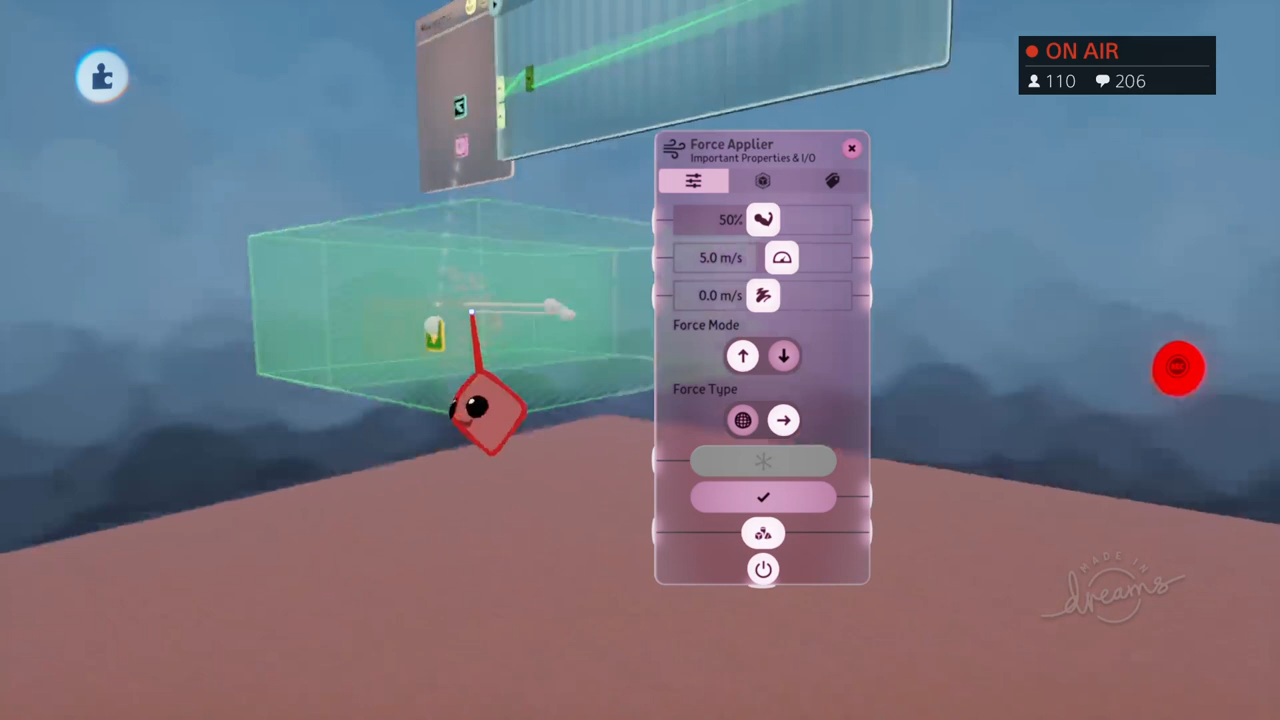 ON AIR
110 206
Force Applier
Important Properties & I/O
50%
5.0 m/s
0.0 m/s
Force Mode
Force Type
MADE IN
dreams